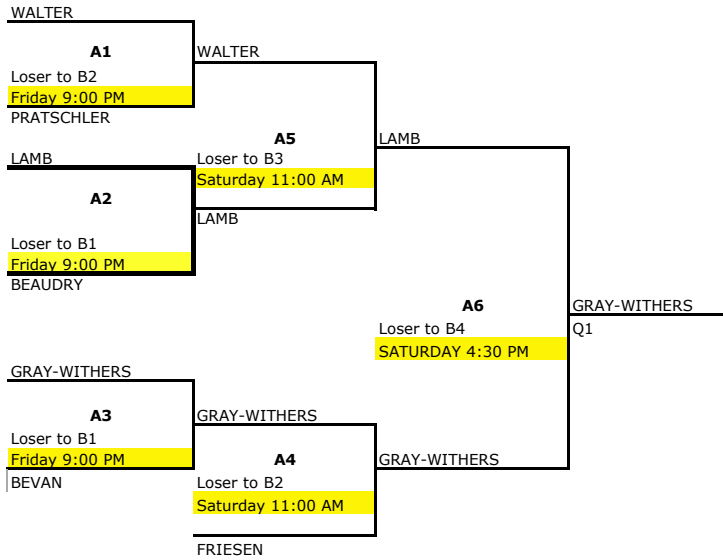 WALTER
A1
WALTER
Loser to B2
Friday 9:00 PM
PRATSCHLER
A5
LAMB
LAMB
Loser to B3
Saturday 11:00 AM
A2
LAMB
Loser to B1
Friday 9:00 PM
BEAUDRY
A6
GRAY-WITHERS
Loser to B4
Q1
SATURDAY 4:30 PM
GRAY-WITHERS
A3
GRAY-WITHERS
Loser to B1
Friday 9:00 PM
A4
GRAY-WITHERS
BEVAN
Loser to B2
Saturday 11:00 AM
FRIESEN